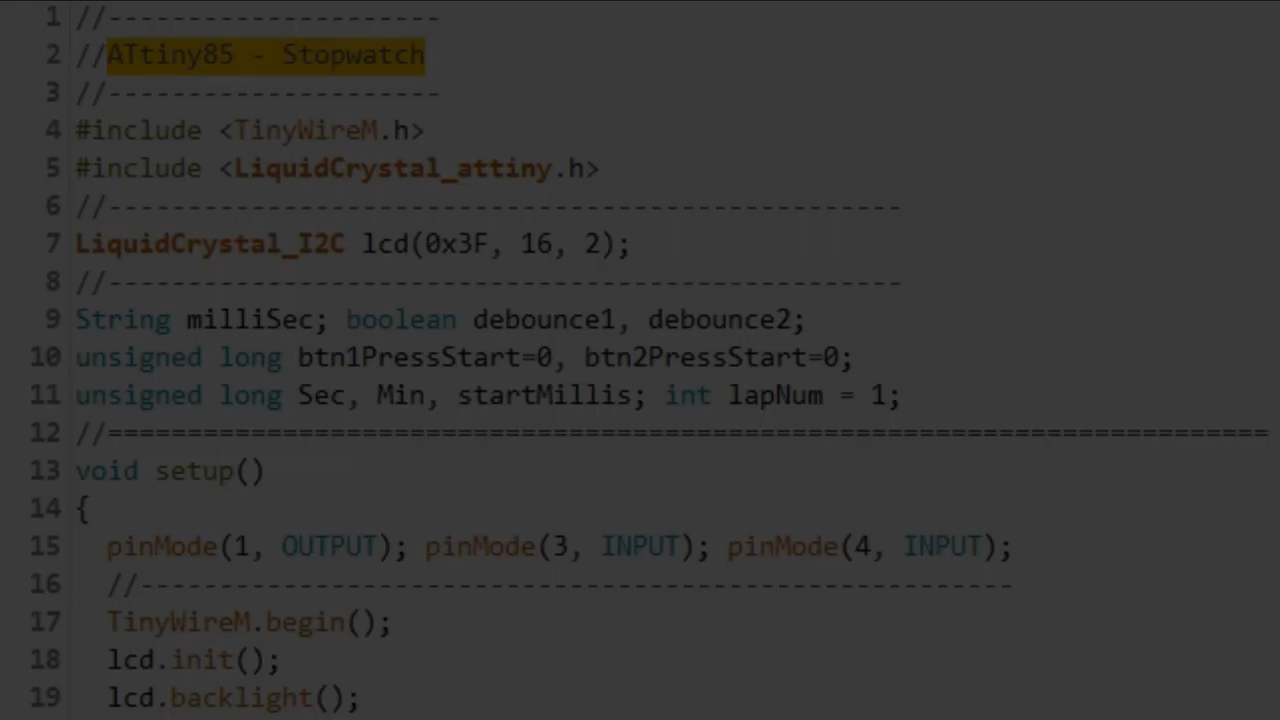 1 //---------------------
2 //ATtiny85 - Stopwatch
3 //---------------------
4 #include <TinyWireM.h>
5 #include <LiquidCrystal_attiny.h>
6 //--------------------------------------------------
7 LiquidCrystal_I2C lcd(0x3F, 16, 2);
8 //--------------------------------------------------
9 String milliSec; boolean debounce1, debounce2;
10 unsigned long btn1PressStart=0, btn2PressStart=0;
11 unsigned long Sec, Min, startMillis; int lapNum = 1;
12 //=========================================================================
13 void setup()
14 {
15 pinMode(1, OUTPUT); pinMode(3, INPUT); pinMode(4, INPUT);
16 //-------------------------------------------------------
17 TinyWireM.begin();
18 lcd.init();
19 lcd.backlight();